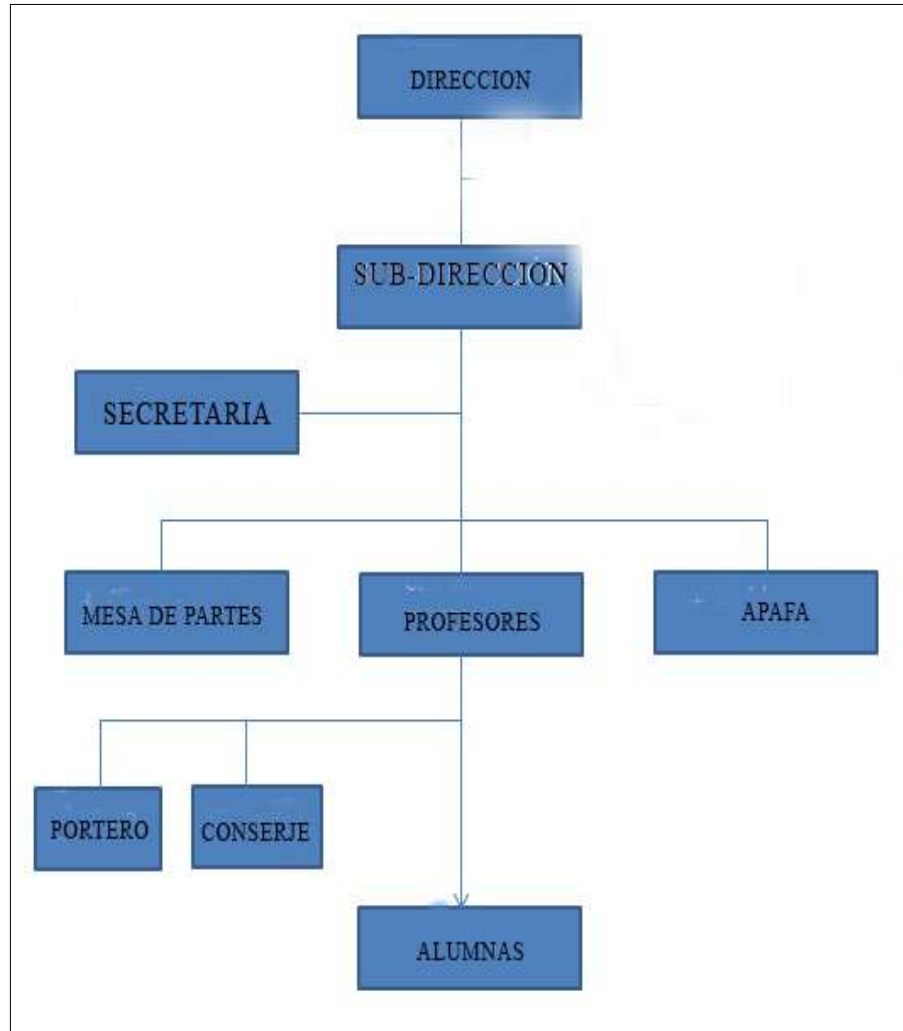 DIRECCION
SUB-DIRECCION
SECRETARIA
MESA DE PARTES
PROFESORES
APAFA
PORTERO
CONSERJE
ALUMNAS